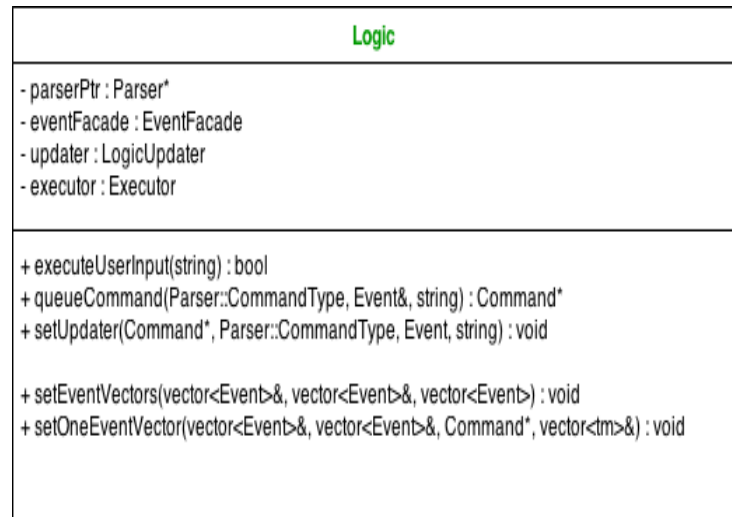 Logic
- parserPtr : Parser*
- eventFacade : EventFacade
- updater : LogicUpdater
- executor : Executor
+ executeUserInput(string) : bool
+ queueCommand(Parser::CommandType, Event&, string) : Command*
+ setUpdater(Command*, Parser::CommandType, Event, string) : void
+ setEventVectors(vector<Event>&, vector<Event>&, vector<Event>) : void
+ setOneEventVector(vector<Event>&, vector<Event>&, Command*, vector<tm>&) : void